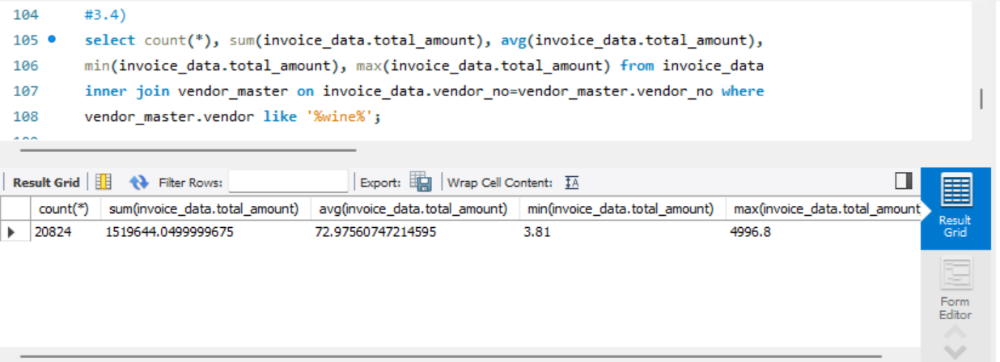 104 #3.4)
105 select count(*), sum(invoice_data.total_amount), avg(invoice_data.total_amount),
106 min(invoice_data.total_amount), max(invoice_data.total_amount) from invoice_data
107 inner join vendor_master on invoice_data.vendor_no=vendor_master.vendor_no where
108 vendor_master.vendor like '%wine%';
Result Grid Filter Rows: Export: Wrap Cell Content:
count(*) sum(invoice_data.total_amount) avg(invoice_data.total_amount) min(invoice_data.total_amount) max(invoice_data.total_amount
20824 1519644.0499999675 72.97560747214595 3.81 4996.8
Result
Grid
Form
Editor